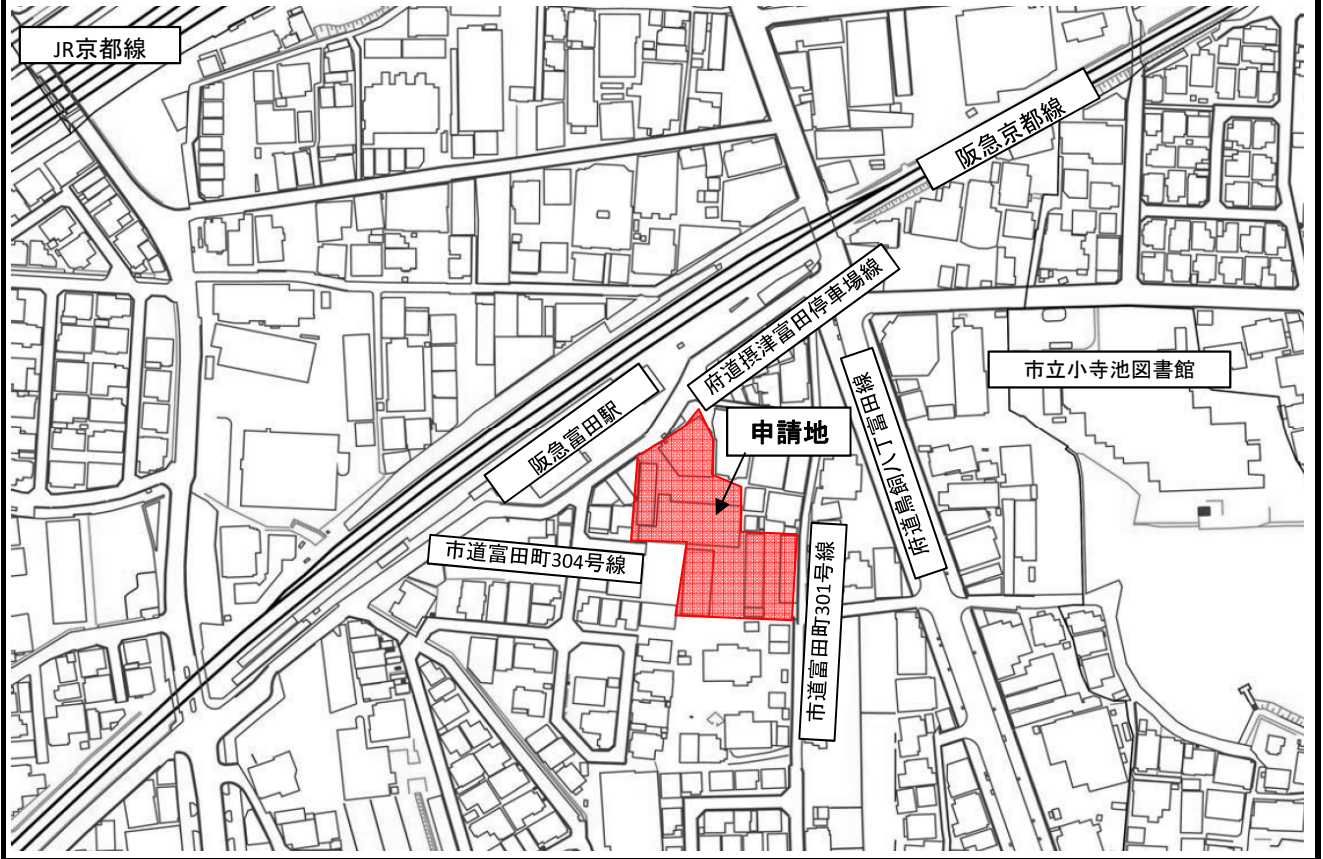 JR京都線
阪急京都線
府道摂津富田停車場線
市立小寺池図書館
阪急富田駅
申請地
府道鳥飼八丁富田線
市道富田町304号線
市道富田町301号線